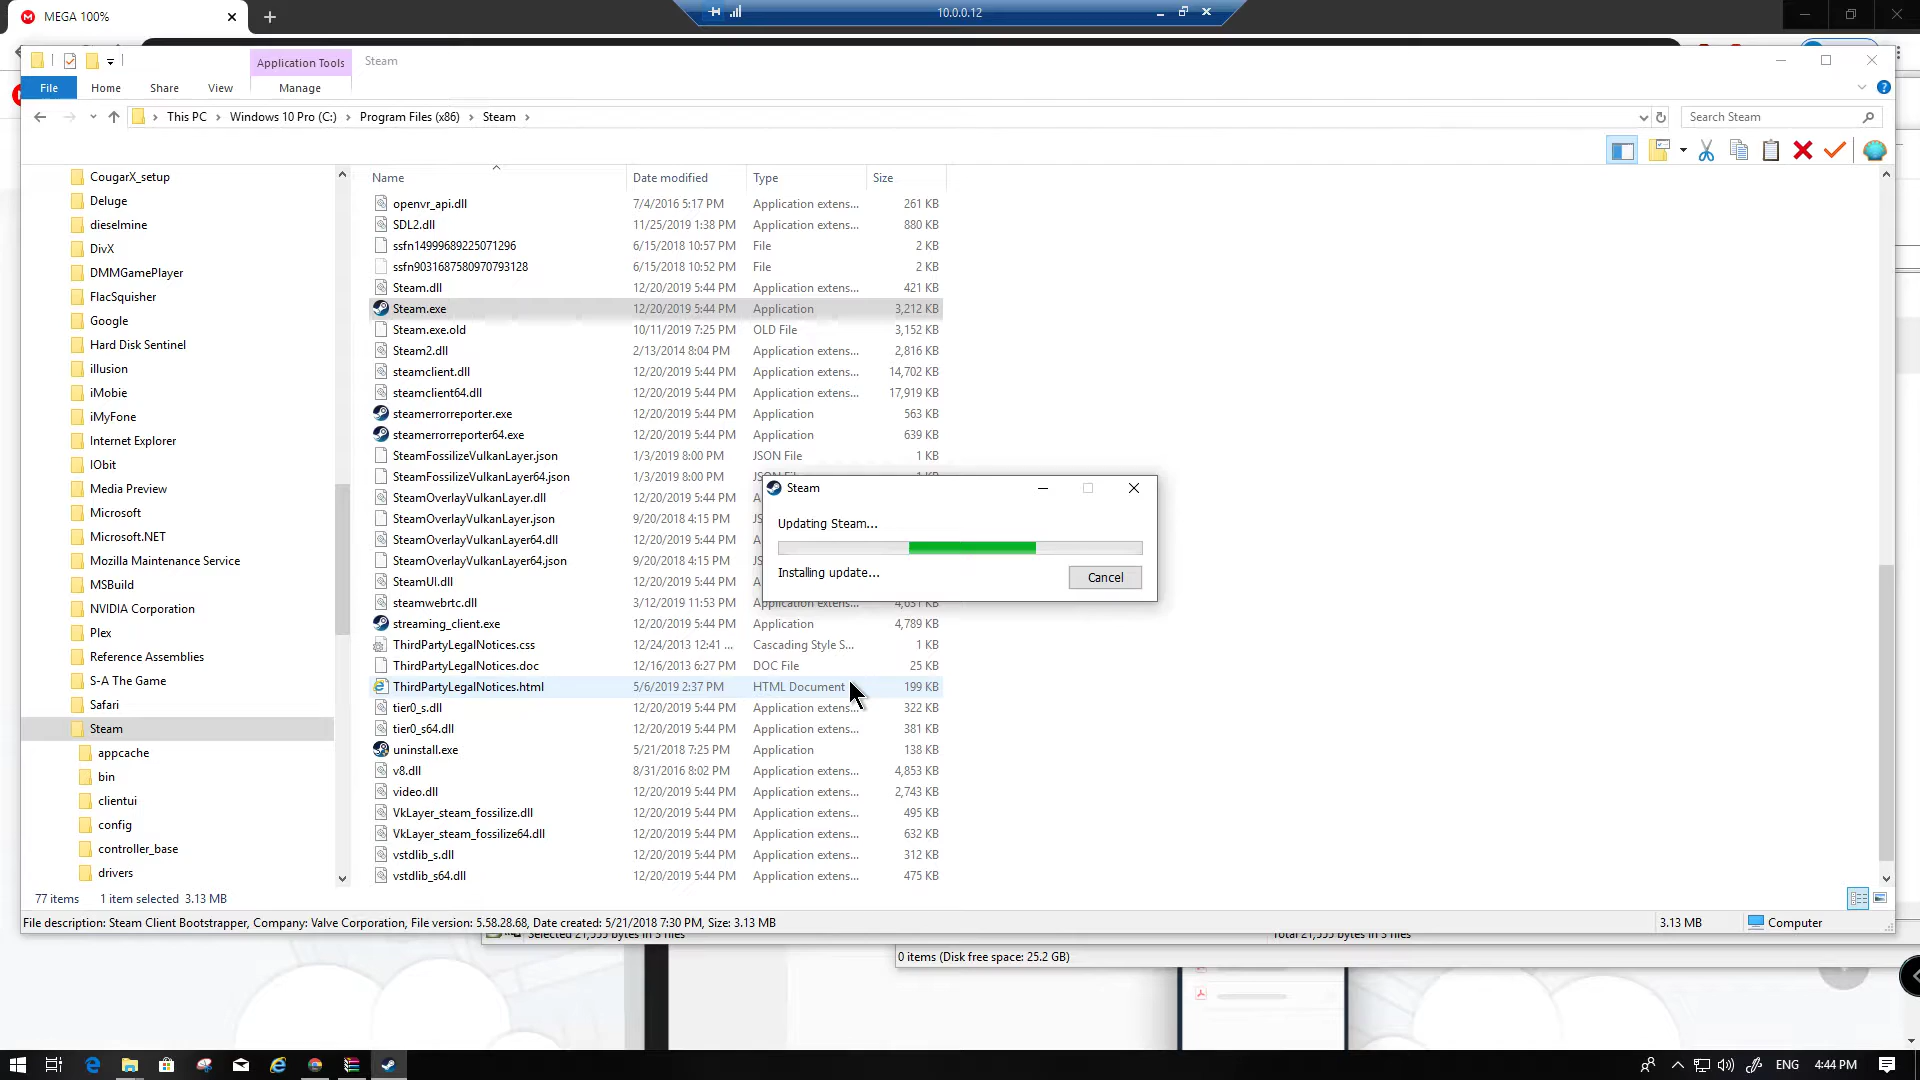 MEGA 100%
10.0.0.12
Application Tools
Steam
File
Home
Share
View
Manage
This PC
Windows 10 Pro (C:)
Program Files (x86)
Steam
Search Steam
CougarX_setup
Deluge
dieselmine
DivX
DMMGamePlayer
FlacSquisher
Google
Hard Disk Sentinel
illusion
iMobie
iMyFone
Internet Explorer
IObit
Media Preview
Microsoft
Microsoft.NET
Mozilla Maintenance Service
MSBuild
NVIDIA Corporation
Plex
Reference Assemblies
S-A The Game
Safari
Steam
appcache
bin
clientui
config
controller_base
drivers
Name Date modified Type Size
openvr_api.dll 7/4/2016 5:17 PM Application extens... 261 KB
SDL2.dll 11/25/2019 1:38 PM Application extens... 880 KB
ssfn14999689225071296 6/15/2018 10:57 PM File 2 KB
ssfn9031687580970793128 6/15/2018 10:52 PM File 2 KB
Steam.dll 12/20/2019 5:44 PM Application extens... 421 KB
Steam.exe 12/20/2019 5:44 PM Application 3,212 KB
Steam.exe.old 10/11/2019 7:25 PM OLD File 3,152 KB
Steam2.dll 2/13/2014 8:04 PM Application extens... 2,816 KB
steamclient.dll 12/20/2019 5:44 PM Application extens... 14,702 KB
steamclient64.dll 12/20/2019 5:44 PM Application extens... 17,919 KB
steamerrorreporter.exe 12/20/2019 5:44 PM Application 563 KB
steamerrorreporter64.exe 12/20/2019 5:44 PM Application 639 KB
SteamFossilizeVulkanLayer.json 1/3/2019 8:00 PM JSON File 1 KB
SteamFossilizeVulkanLayer64.json 1/3/2019 8:00 PM
SteamOverlayVulkanLayer.dll 12/20/2019 5:44 PM
SteamOverlayVulkanLayer.json 9/20/2018 4:15 PM
SteamOverlayVulkanLayer64.dll 12/20/2019 5:44 PM
SteamOverlayVulkanLayer64.json 9/20/2018 4:15 PM
SteamUI.dll 12/20/2019 5:44 PM
steamwebrtc.dll 3/12/2019 11:53 PM Application extens...
streaming_client.exe 12/20/2019 5:44 PM Application 4,789 KB
ThirdPartyLegalNotices.css 12/24/2013 12:41 ... Cascading Style S... 1 KB
ThirdPartyLegalNotices.doc 12/16/2013 6:27 PM DOC File 25 KB
ThirdPartyLegalNotices.html 5/6/2019 2:37 PM HTML Document 199 KB
tier0_s.dll 12/20/2019 5:44 PM Application extens... 322 KB
tier0_s64.dll 12/20/2019 5:44 PM Application extens... 381 KB
uninstall.exe 5/21/2018 7:25 PM Application 138 KB
v8.dll 8/31/2016 8:02 PM Application extens... 4,853 KB
video.dll 12/20/2019 5:44 PM Application extens... 2,743 KB
VkLayer_steam_fossilize.dll 12/20/2019 5:44 PM Application extens... 495 KB
VkLayer_steam_fossilize64.dll 12/20/2019 5:44 PM Application extens... 632 KB
vstdlib_s.dll 12/20/2019 5:44 PM Application extens... 312 KB
vstdlib_s64.dll 12/20/2019 5:44 PM Application extens... 475 KB
Steam
Updating Steam...
Installing update...
Cancel
77 items 1 item selected 3.13 MB
File description: Steam Client Bootstrapper, Company: Valve Corporation, File version: 5.58.28.68, Date created: 5/21/2018 7:30 PM, Size: 3.13 MB
3.13 MB
Computer
Selected 21,555 bytes in 3 files
Total 21,555 bytes in 3 files
0 items (Disk free space: 25.2 GB)
ENG
4:44 PM